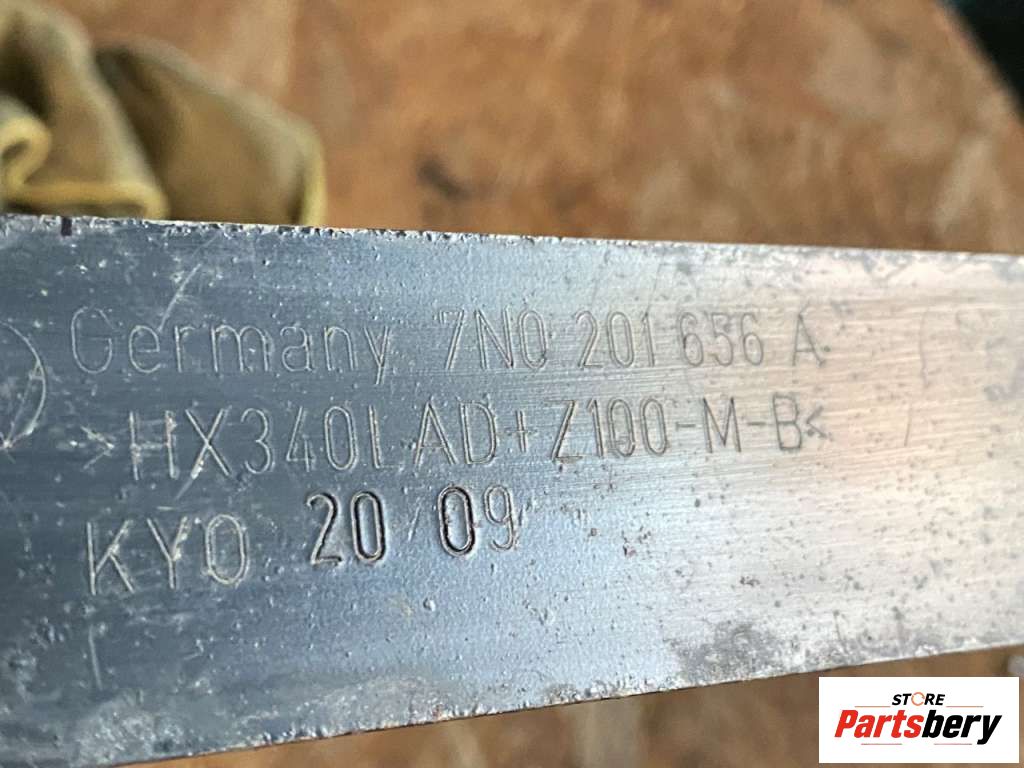 Germany 7N0 201 656 A
>HX340LAD+Z100-M-B<
KYO 20 09
STORE
Partsbery